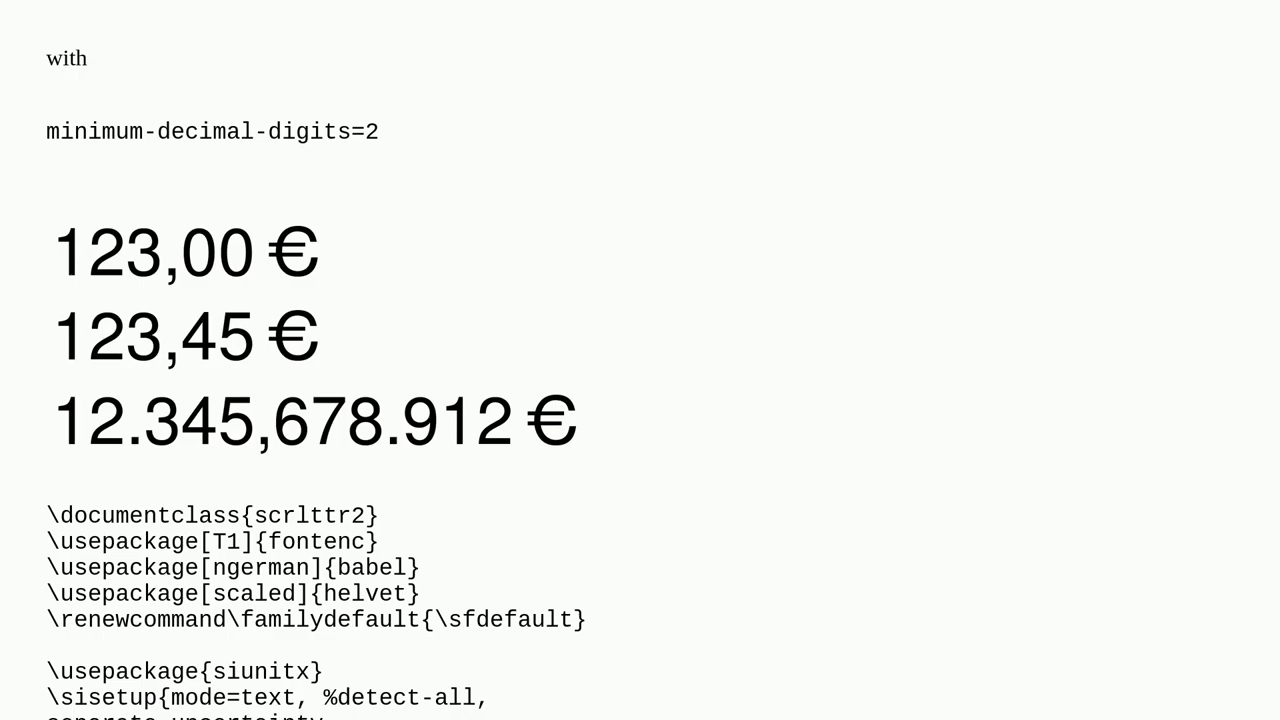 with
minimum-decimal-digits=2
123,00 €
123,45 €
12.345,678.912 €
\documentclass{scrlttr2}
\usepackage[T1]{fontenc}
\usepackage[ngerman]{babel}
\usepackage[scaled]{helvet}
\renewcommand\familydefault{\sfdefault}
\usepackage{siunitx}
\sisetup{mode=text, %detect-all,